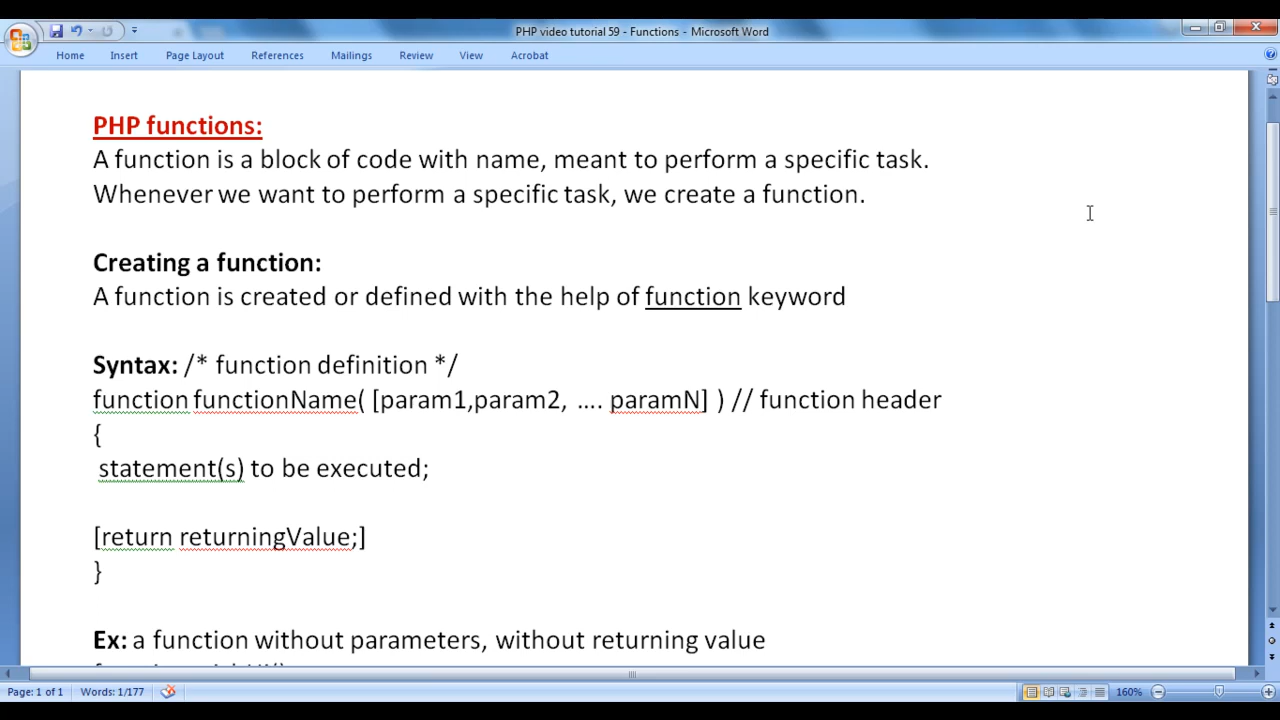 PHP video tutorial 59 - Functions - Microsoft Word
Home Insert Page Layout References Mailings Review View Acrobat
PHP functions:
A function is a block of code with name, meant to perform a specific task.
Whenever we want to perform a specific task, we create a function.
Creating a function:
A function is created or defined with the help of function keyword
Syntax: /* function definition */
function functionName( [param1,param2, .... paramN] ) // function header
{
statement(s) to be executed;
[return returningValue;]
}
Ex: a function without parameters, without returning value
Page: 1 of 1 Words: 1/177 160%